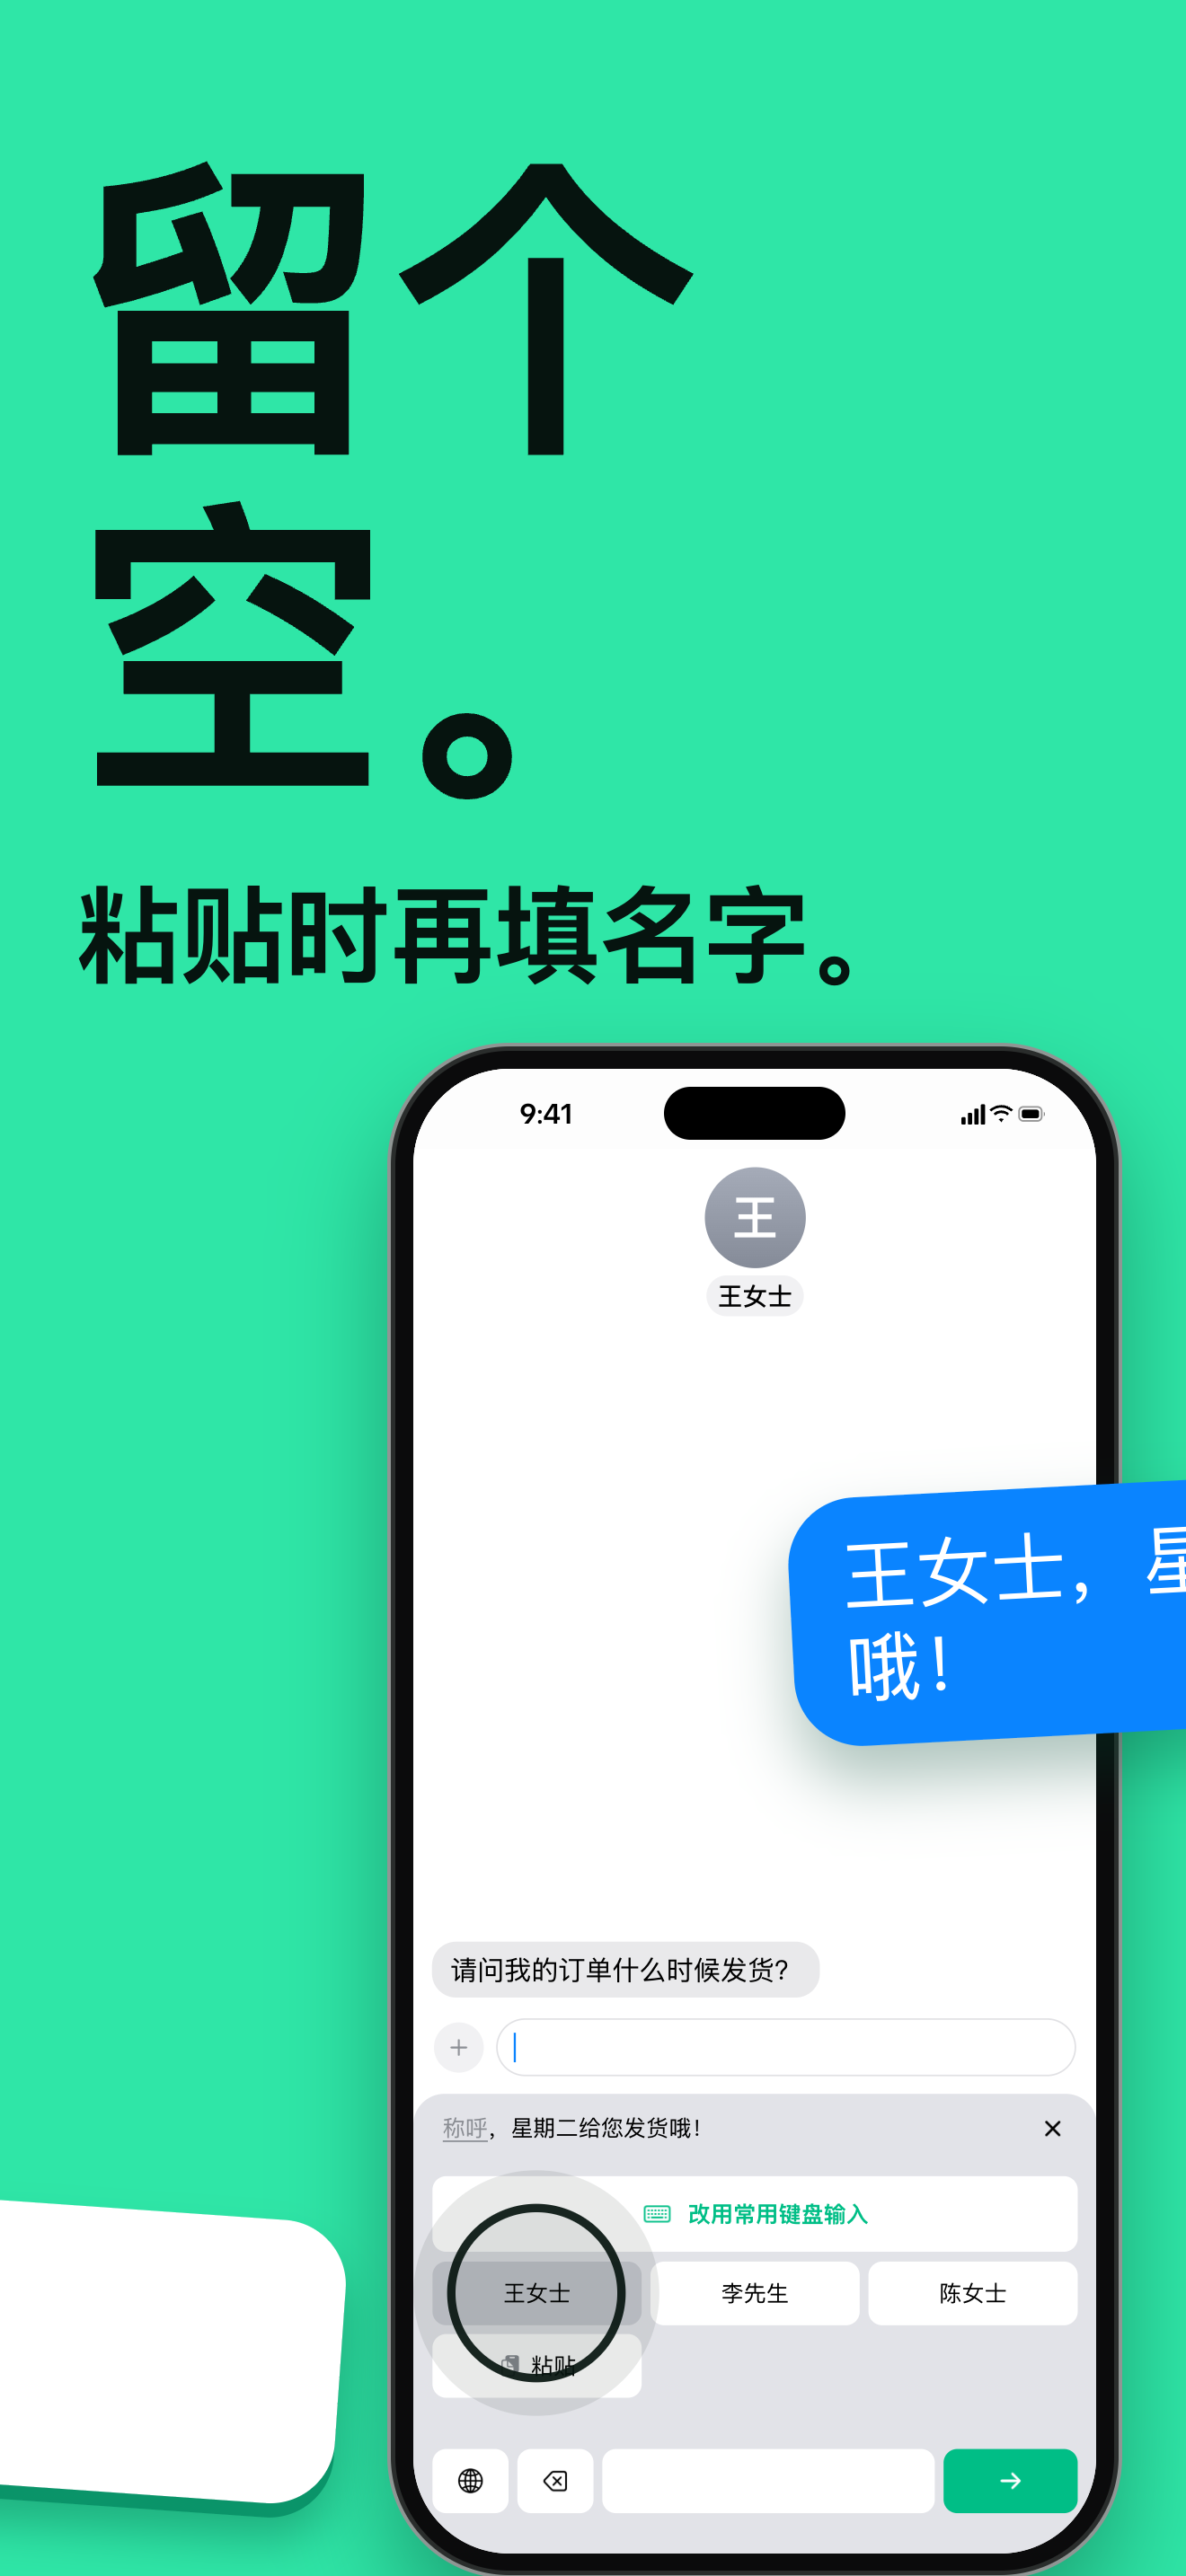 留个
空。
粘贴时再填名字。
9:41
王
王女士
王女士，星
哦！
请问我的订单什么时候发货？
称呼，星期二给您发货哦！
改用常用键盘输入
王女士
李先生
陈女士
粘贴